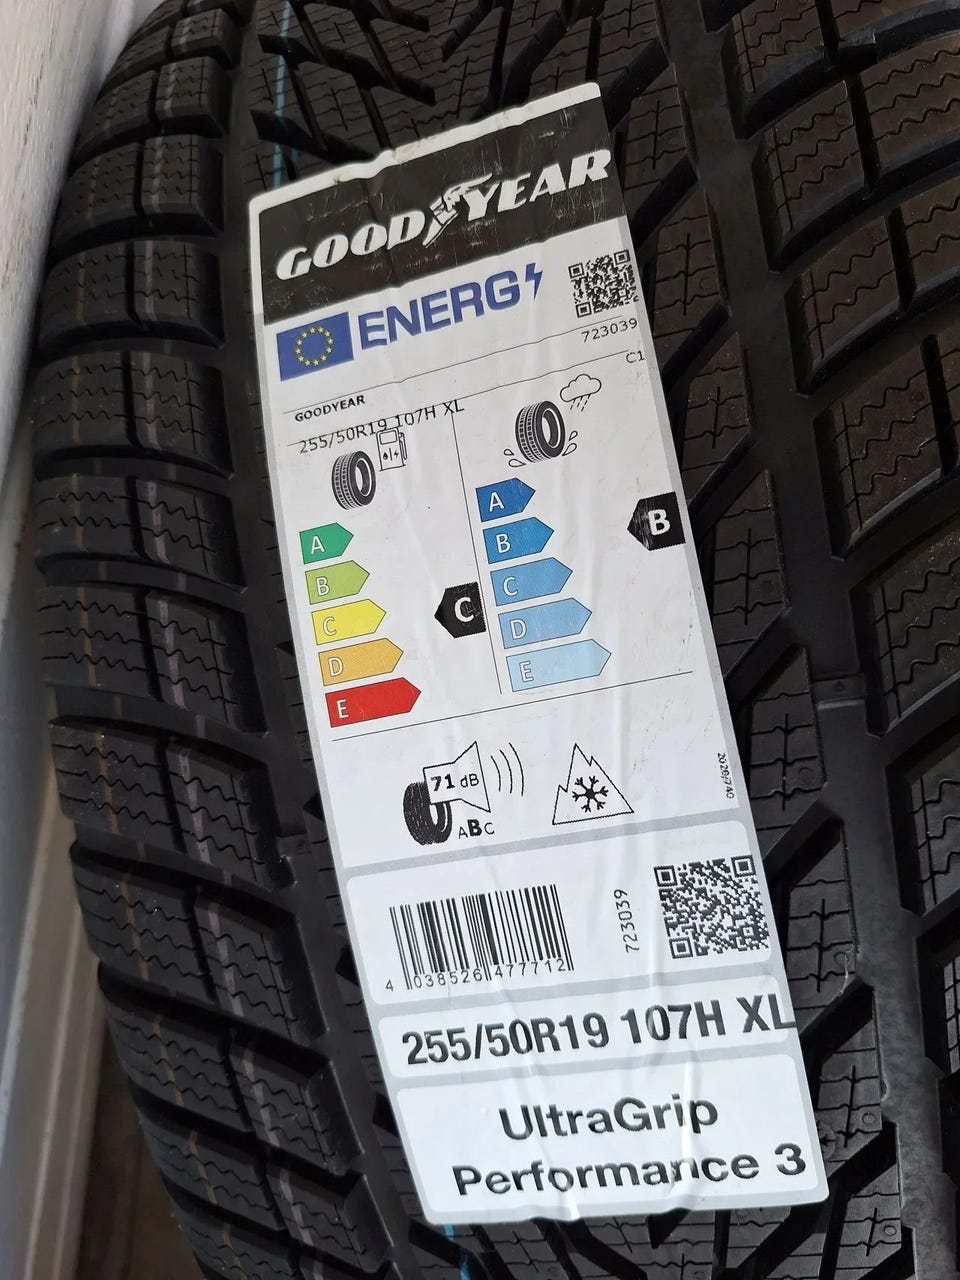 GOODYEAR
ENERG
723039
C1
GOODYEAR
255/50R19 107H XL
A
B
C
D
E
C
A
B
C
D
E
B
71 dB
ABC
2020/740
4 038526 477712
723039
255/50R19 107H XL
UltraGrip
Performance 3